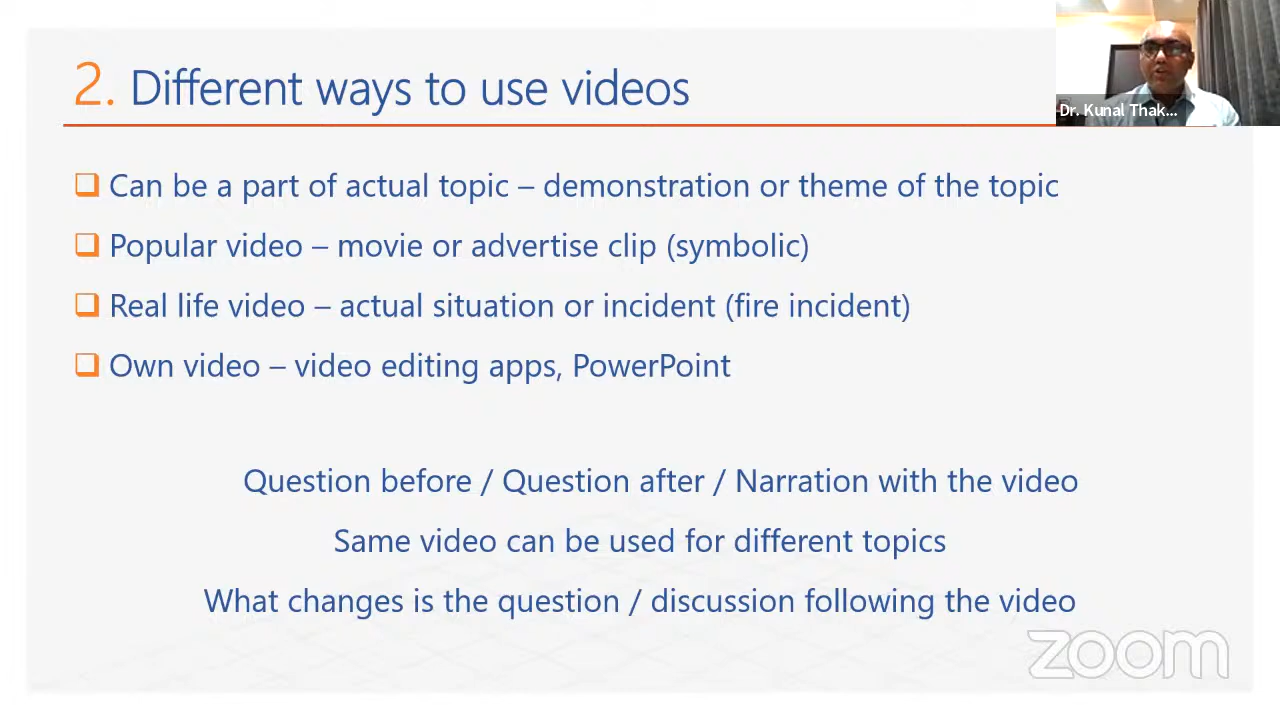 2. Different ways to use videos
Dr. Kunal Thak...
Can be a part of actual topic – demonstration or theme of the topic
Popular video – movie or advertise clip (symbolic)
Real life video – actual situation or incident (fire incident)
Own video – video editing apps, PowerPoint
Question before / Question after / Narration with the video
Same video can be used for different topics
What changes is the question / discussion following the video
zoom